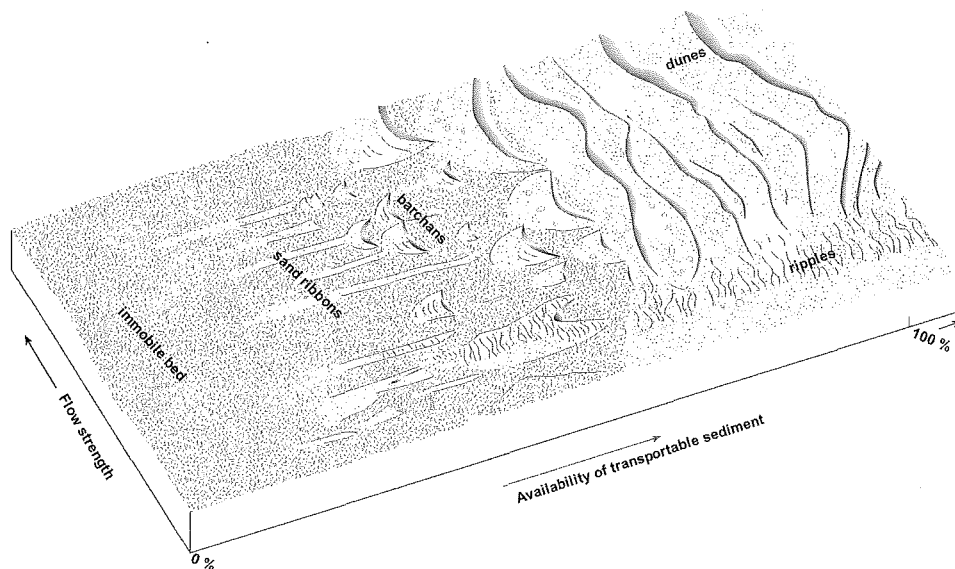 dunes
barchans
sand ribbons
ripples
immobile bed
100 %
Flow strength
Availability of transportable sediment
0 %